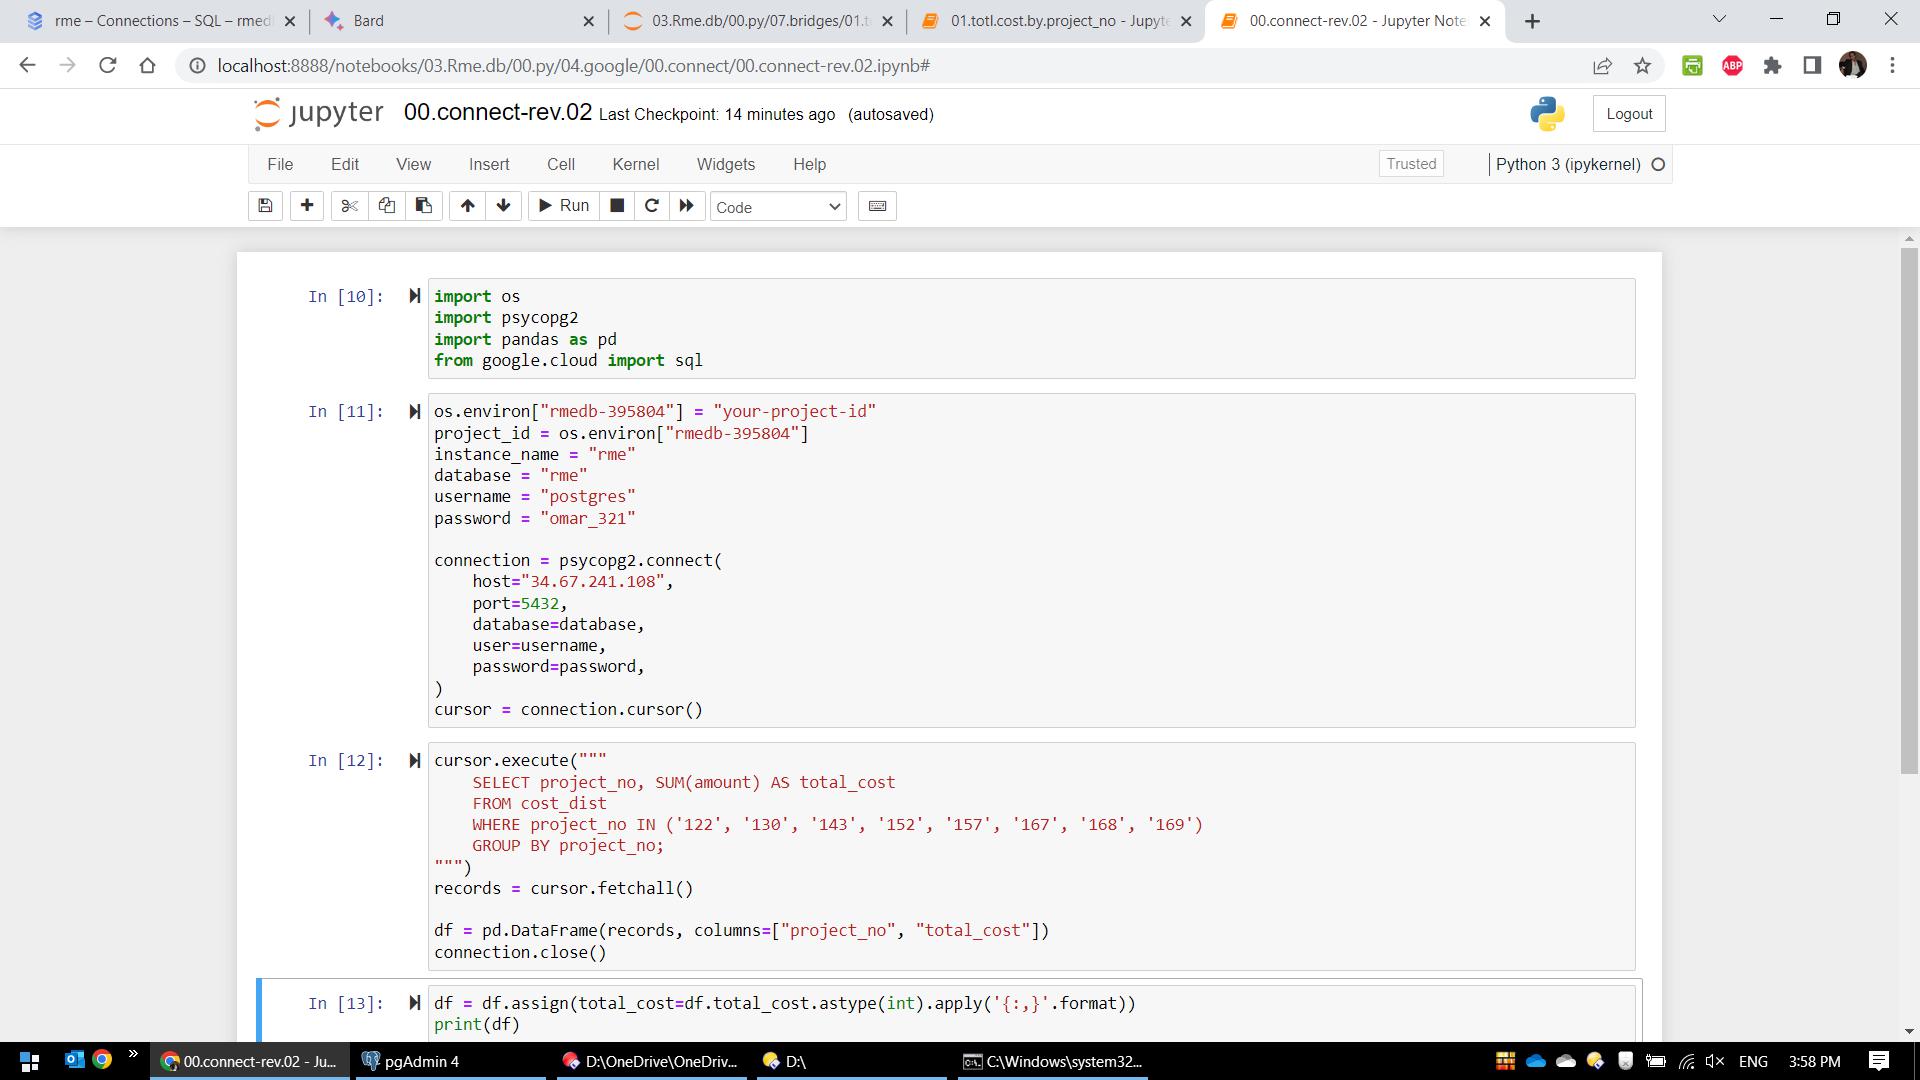 rme – Connections – SQL – rmed
Bard
03.Rme.db/00.py/07.bridges/01.t
01.totl.cost.by.project_no - Jupyte
00.connect-rev.02 - Jupyter Note
localhost:8888/notebooks/03.Rme.db/00.py/04.google/00.connect/00.connect-rev.02.ipynb#
ABP
jupyter 00.connect-rev.02 Last Checkpoint: 14 minutes ago (autosaved)
Logout
File Edit View Insert Cell Kernel Widgets Help
Trusted
Python 3 (ipykernel)
Run
Code
In [10]:
import os
import psycopg2
import pandas as pd
from google.cloud import sql
In [11]:
os.environ["rmedb-395804"] = "your-project-id"
project_id = os.environ["rmedb-395804"]
instance_name = "rme"
database = "rme"
username = "postgres"
password = "omar_321"
connection = psycopg2.connect(
host="34.67.241.108",
port=5432,
database=database,
user=username,
password=password,
)
cursor = connection.cursor()
In [12]:
cursor.execute("""
SELECT project_no, SUM(amount) AS total_cost
FROM cost_dist
WHERE project_no IN ('122', '130', '143', '152', '157', '167', '168', '169')
GROUP BY project_no;
""")
records = cursor.fetchall()
df = pd.DataFrame(records, columns=["project_no", "total_cost"])
connection.close()
In [13]:
df = df.assign(total_cost=df.total_cost.astype(int).apply('{:,}'.format))
print(df)
00.connect-rev.02 - Ju...
pgAdmin 4
D:\OneDrive\OneDriv...
D:\
C:\Windows\system32...
ENG
3:58 PM